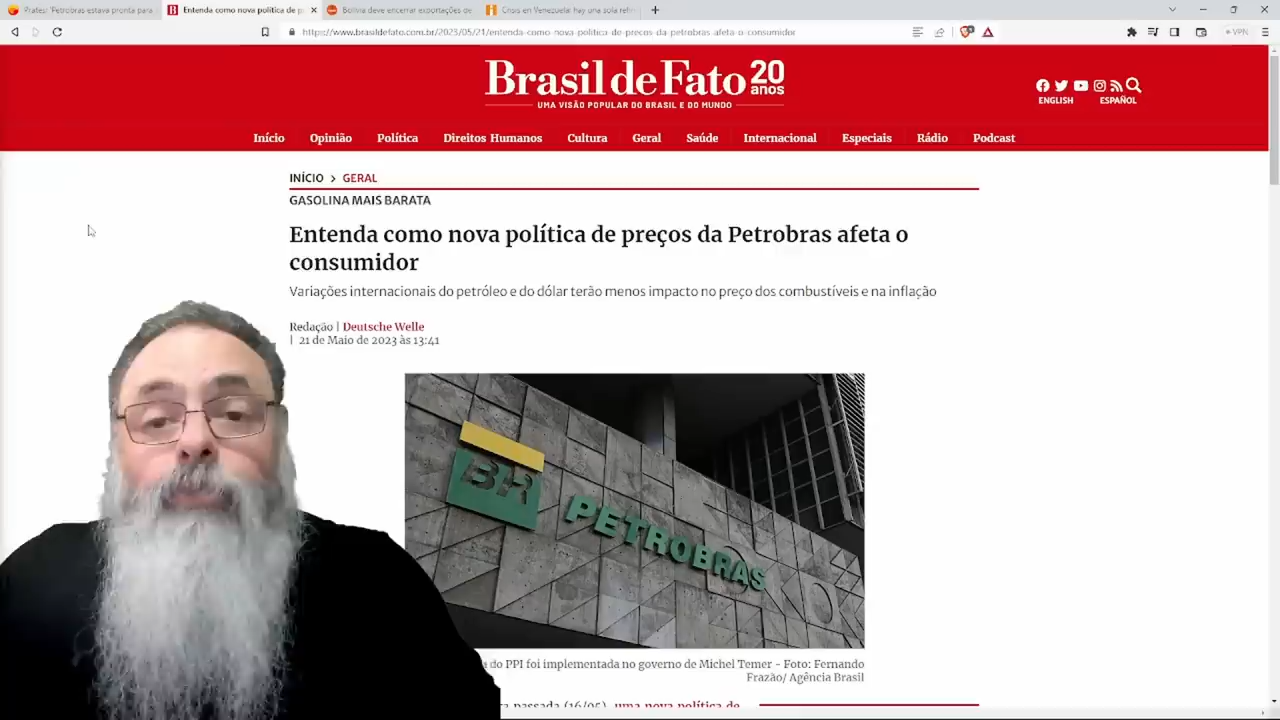 Prates: 'Petrobras estava pronta para
Entenda como nova política de p
Bolívia deve encerrar exportações de
Crisis en Venezuela: hay una sola refin
https://www.brasildefato.com.br/2023/05/21/entenda-como-nova-politica-de-precos-da-petrobras-afeta-o-consumidor
VPN
Brasil de Fato 20 anos
UMA VISÃO POPULAR DO BRASIL E DO MUNDO
ENGLISH ESPAÑOL
Início Opinião Política Direitos Humanos Cultura Geral Saúde Internacional Especiais Rádio Podcast
INÍCIO > GERAL
GASOLINA MAIS BARATA
Entenda como nova política de preços da Petrobras afeta o
consumidor
Variações internacionais do petróleo e do dólar terão menos impacto no preço dos combustíveis e na inflação
Redação | Deutsche Welle
| 21 de Maio de 2023 às 13:41
BR PETROBRAS
do PPI foi implementada no governo de Michel Temer - Foto: Fernando
Frazão/ Agência Brasil
passada (16/05), uma nova política de